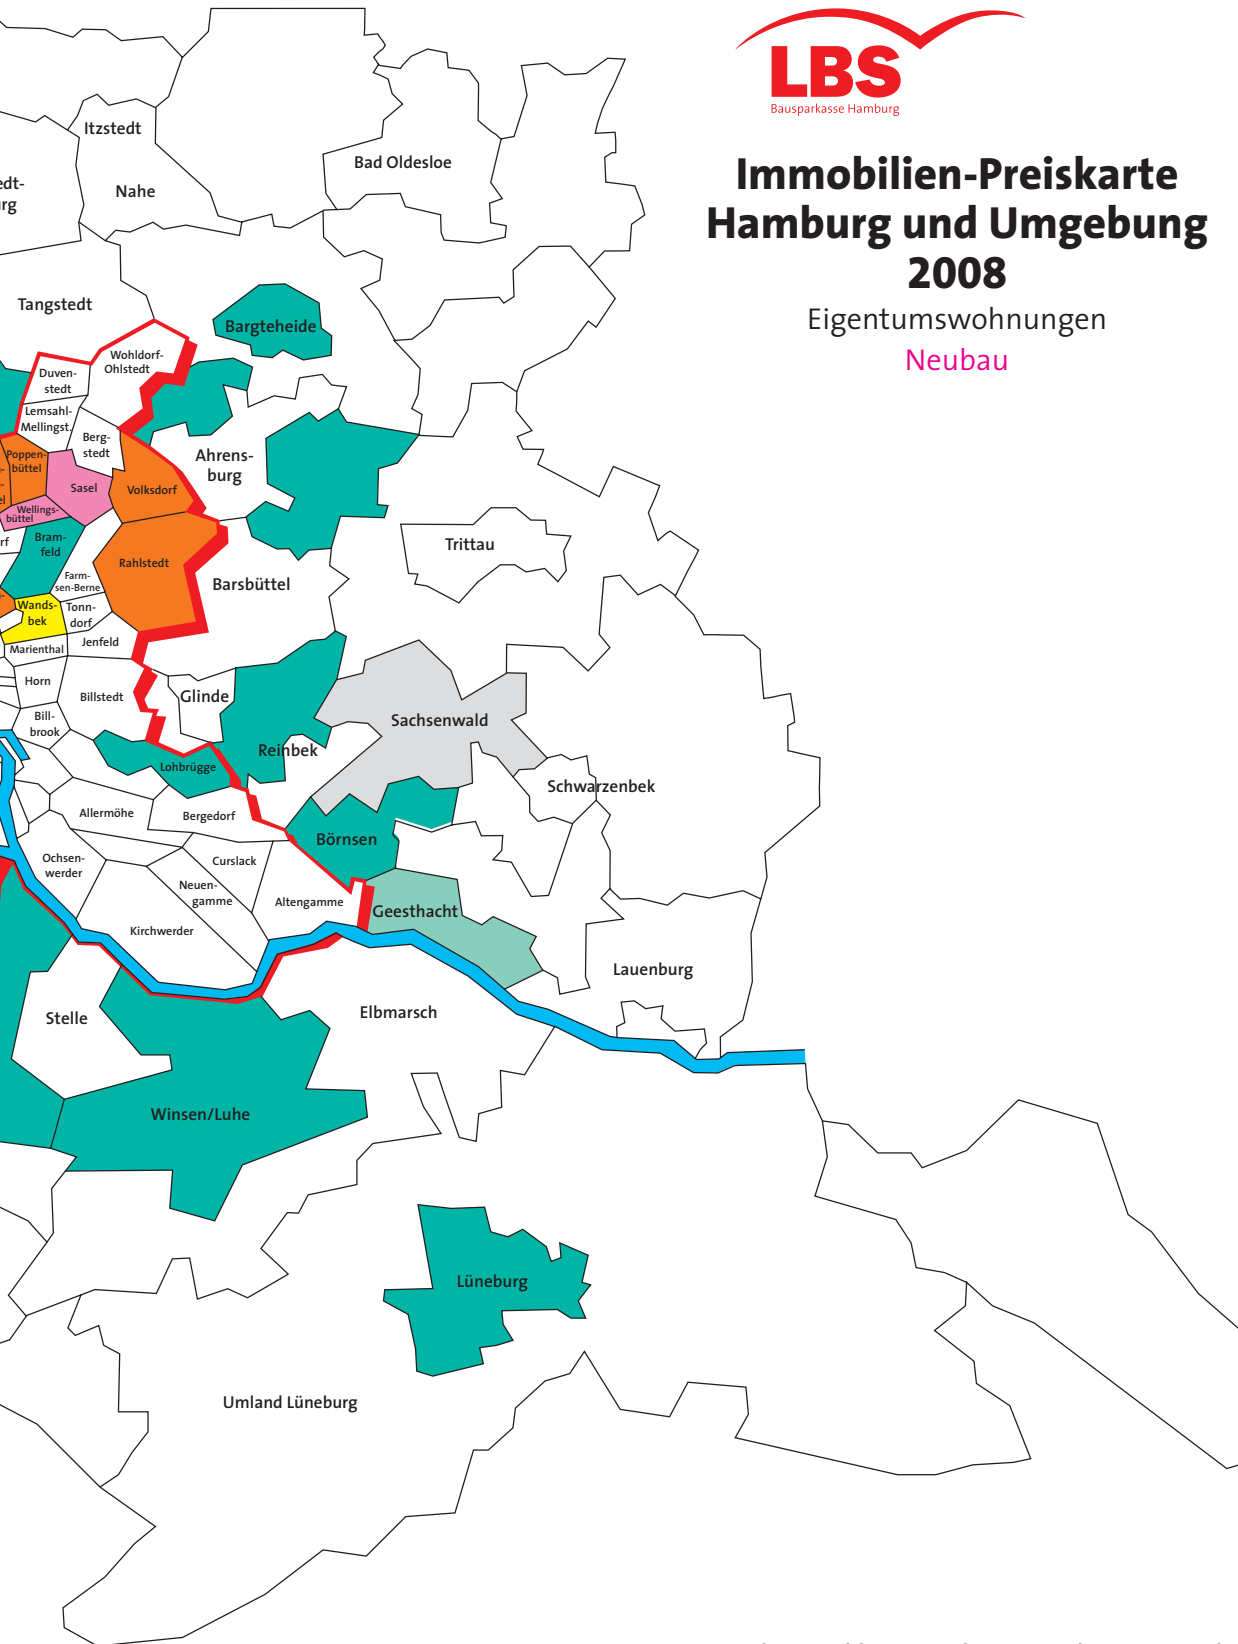 LBS
Bausparkasse Hamburg
Immobilien-Preiskarte
Hamburg und Umgebung
2008
Eigentumswohnungen
Neubau
Itzstedt
Nahe
Bad Oldesloe
Tangstedt
Bargteheide
Wohldorf-
Ohlstedt
Duven-
stedt
Lemsahl-
Mellingst.
Berg-
stedt
Poppen-
büttel
Sasel
Volksdorf
Ahrens-
burg
Wellings-
büttel
Bram-
feld
Rahlstedt
Farm-
sen-Berne
Barsbüttel
Trittau
Wands-
bek
Tonn-
dorf
Jenfeld
Marienthal
Horn
Billstedt
Glinde
Bill-
brook
Sachsenwald
Reinbek
Lohbrügge
Schwarzenbek
Allermöhe
Bergedorf
Börnsen
Ochsen-
werder
Curslack
Neuen-
gamme
Altengamme
Geesthacht
Kirchwerder
Lauenburg
Stelle
Elbmarsch
Winsen/Luhe
Lüneburg
Umland Lüneburg